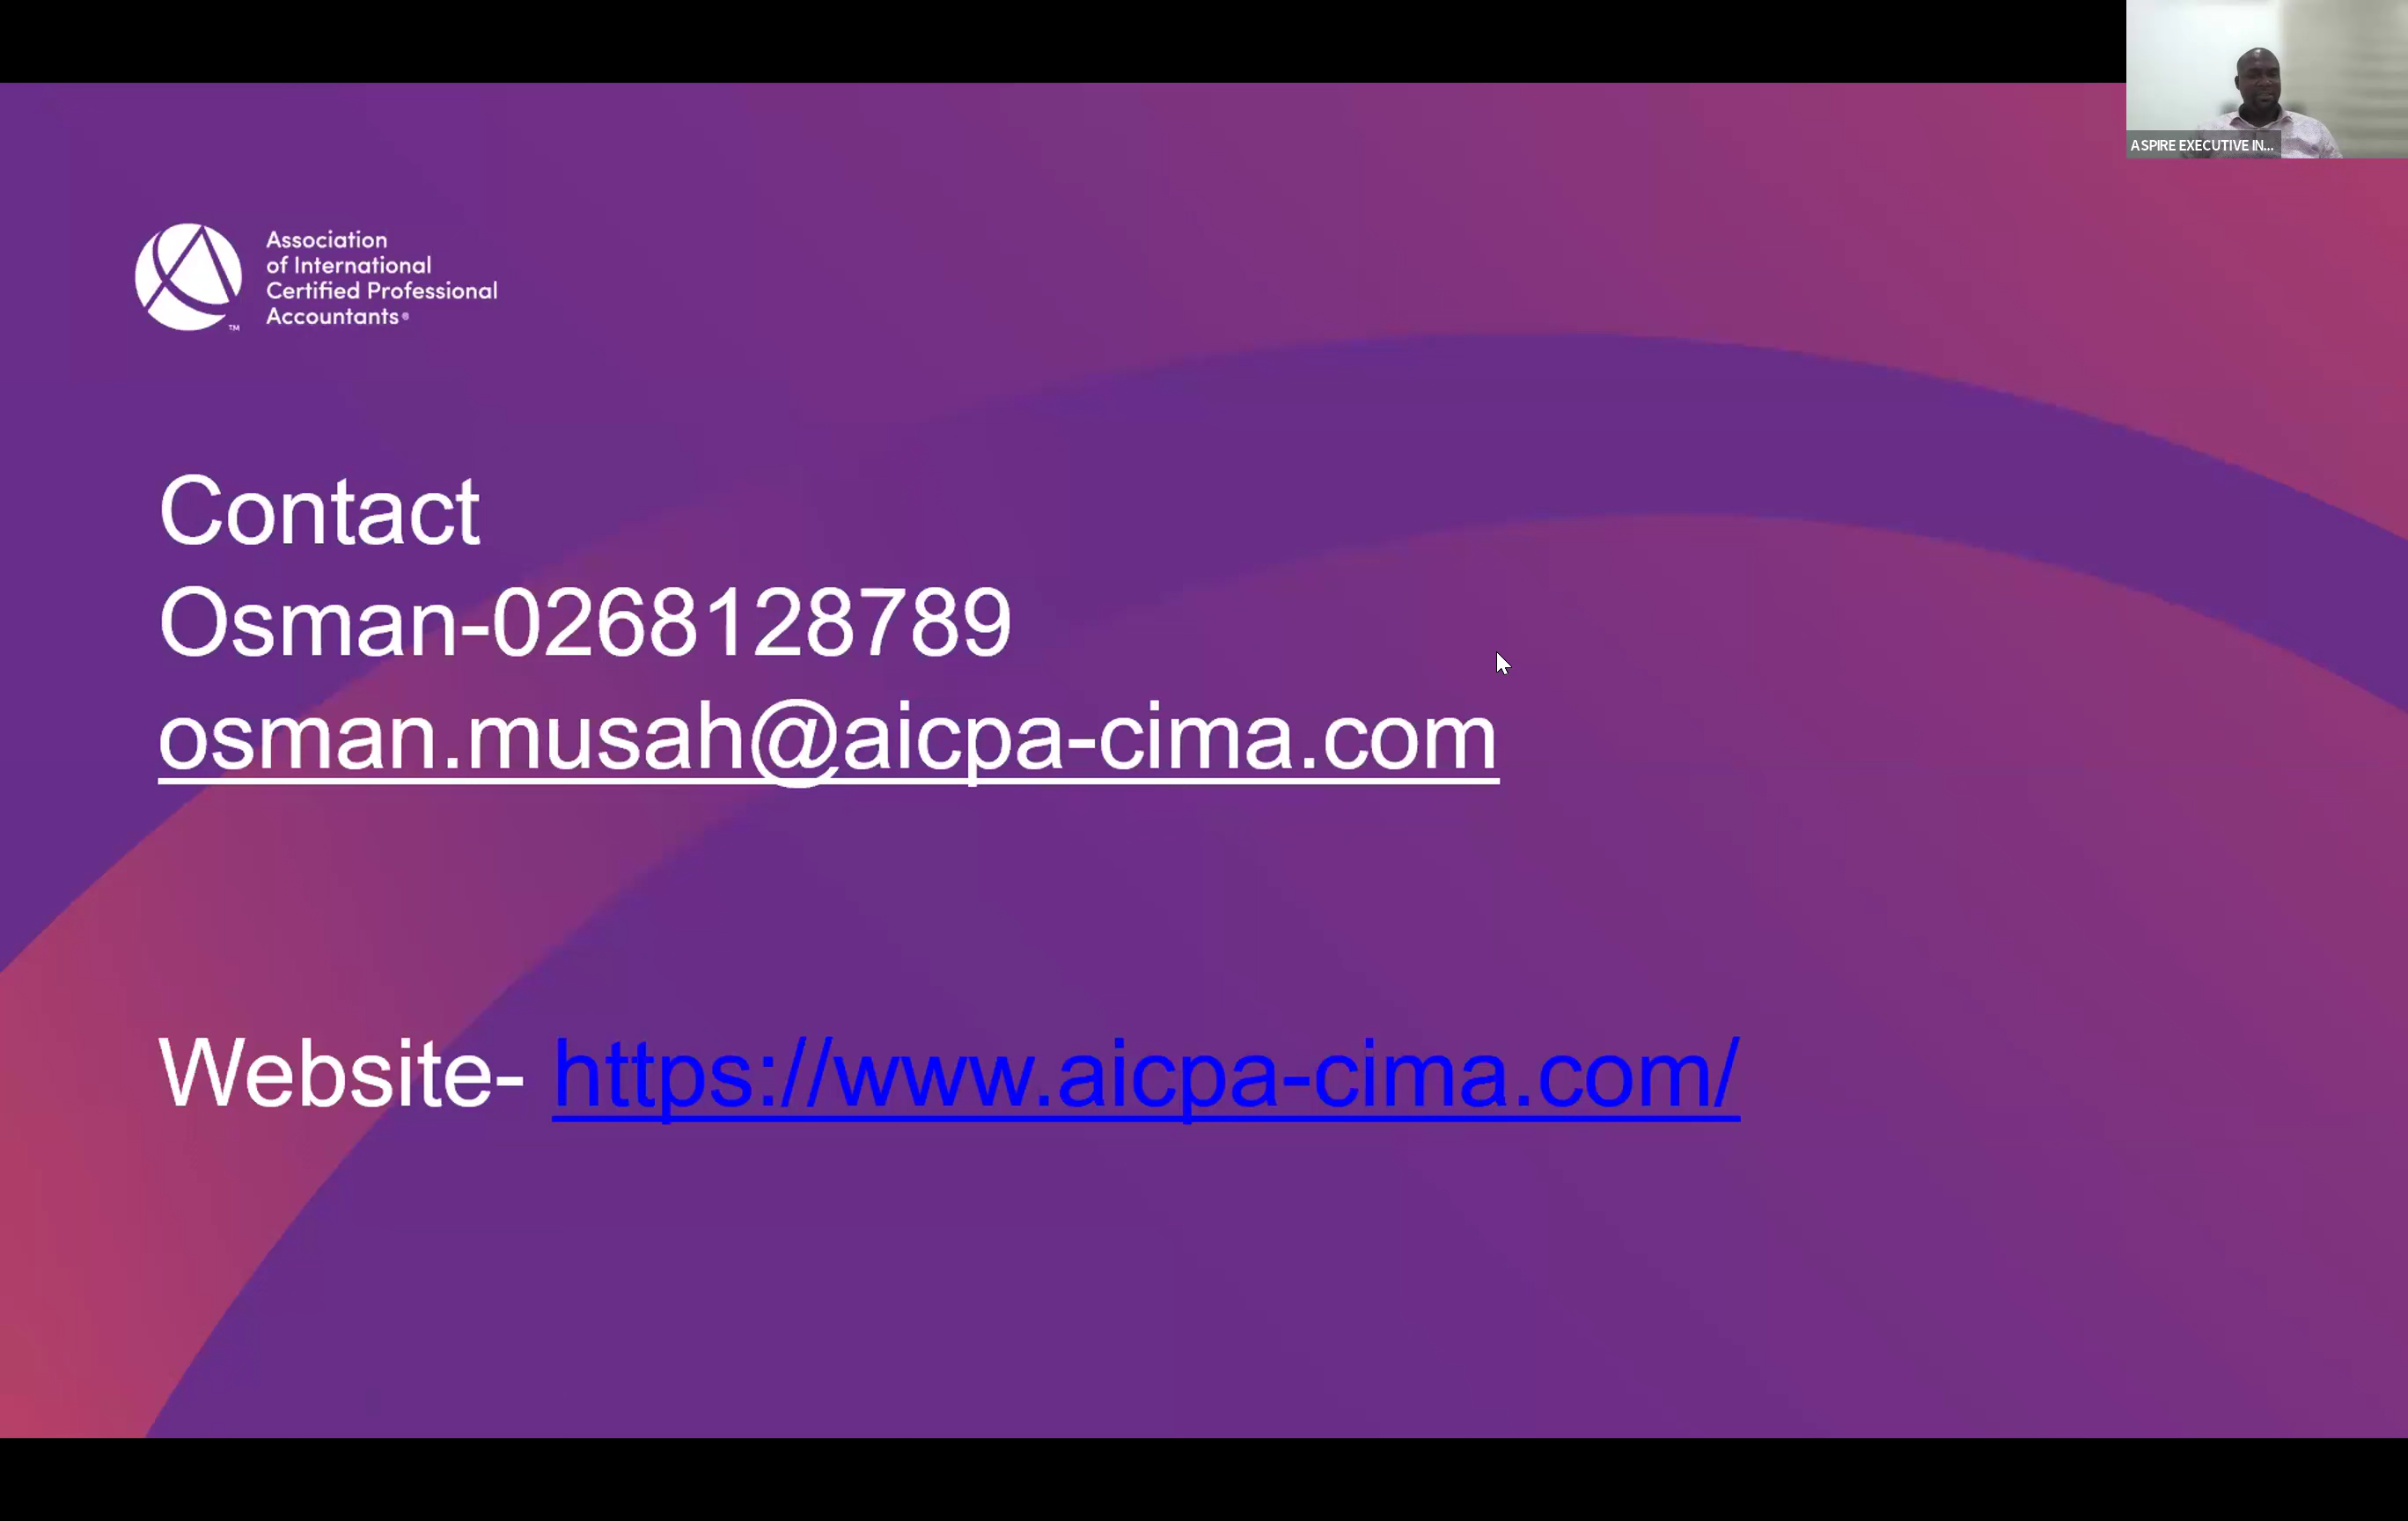 ASPIRE EXECUTIVE IN...
Association
of International
Certified Professional
Accountants®
TM
Contact
Osman-0268128789
osman.musah@aicpa-cima.com
Website- https://www.aicpa-cima.com/